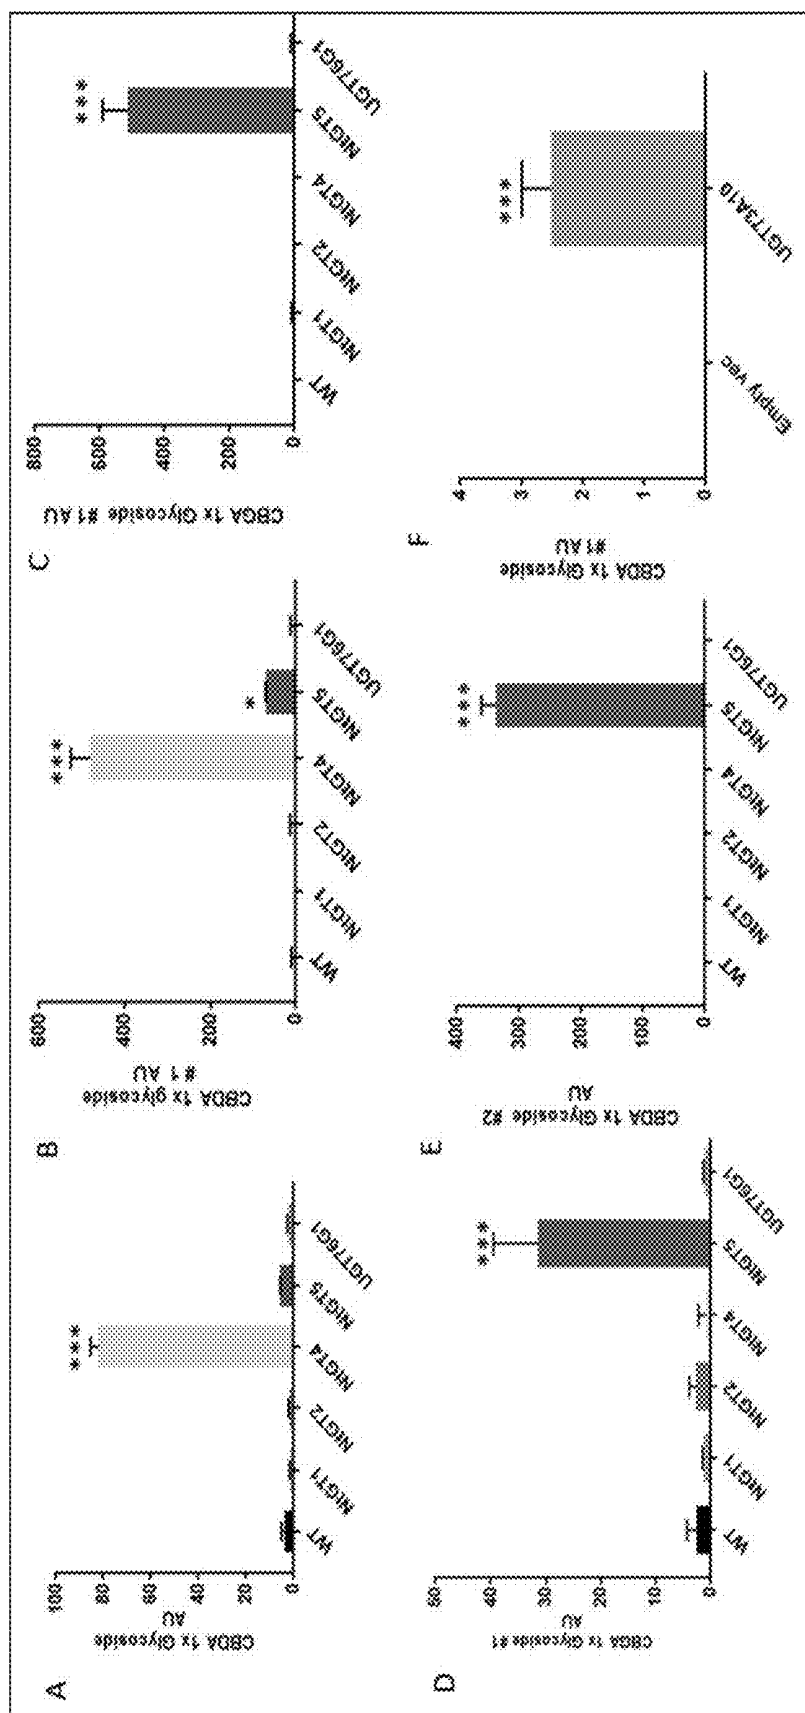 A
CBDA 1x Glycoside
AU
100
80
60
40
20
0
***
WT
NtGT1
NtGT2
NtGT4
NtGT5
UGT76G1
B
CBDA 1x glycoside
# 1 AU
600
400
200
0
***
*
WT
NtGT1
NtGT2
NtGT4
NtGT5
UGT76G1
C
CBGA 1x Glycoside #1 AU
800
600
400
200
0
***
WT
NtGT1
NtGT2
NtGT4
NtGT5
UGT76G1
D
CBGA 1x Glycoside #1
AU
50
40
30
20
10
0
***
WT
NtGT1
NtGT2
NtGT4
NtGT5
UGT76G1
E
CBDA 1x Glycoside #2
AU
400
300
200
100
0
***
WT
NtGT1
NtGT2
NtGT4
NtGT5
UGT76G1
F
CBDA 1x Glycoside
#1 AU
4
3
2
1
0
***
Empty vec
UGT73A10